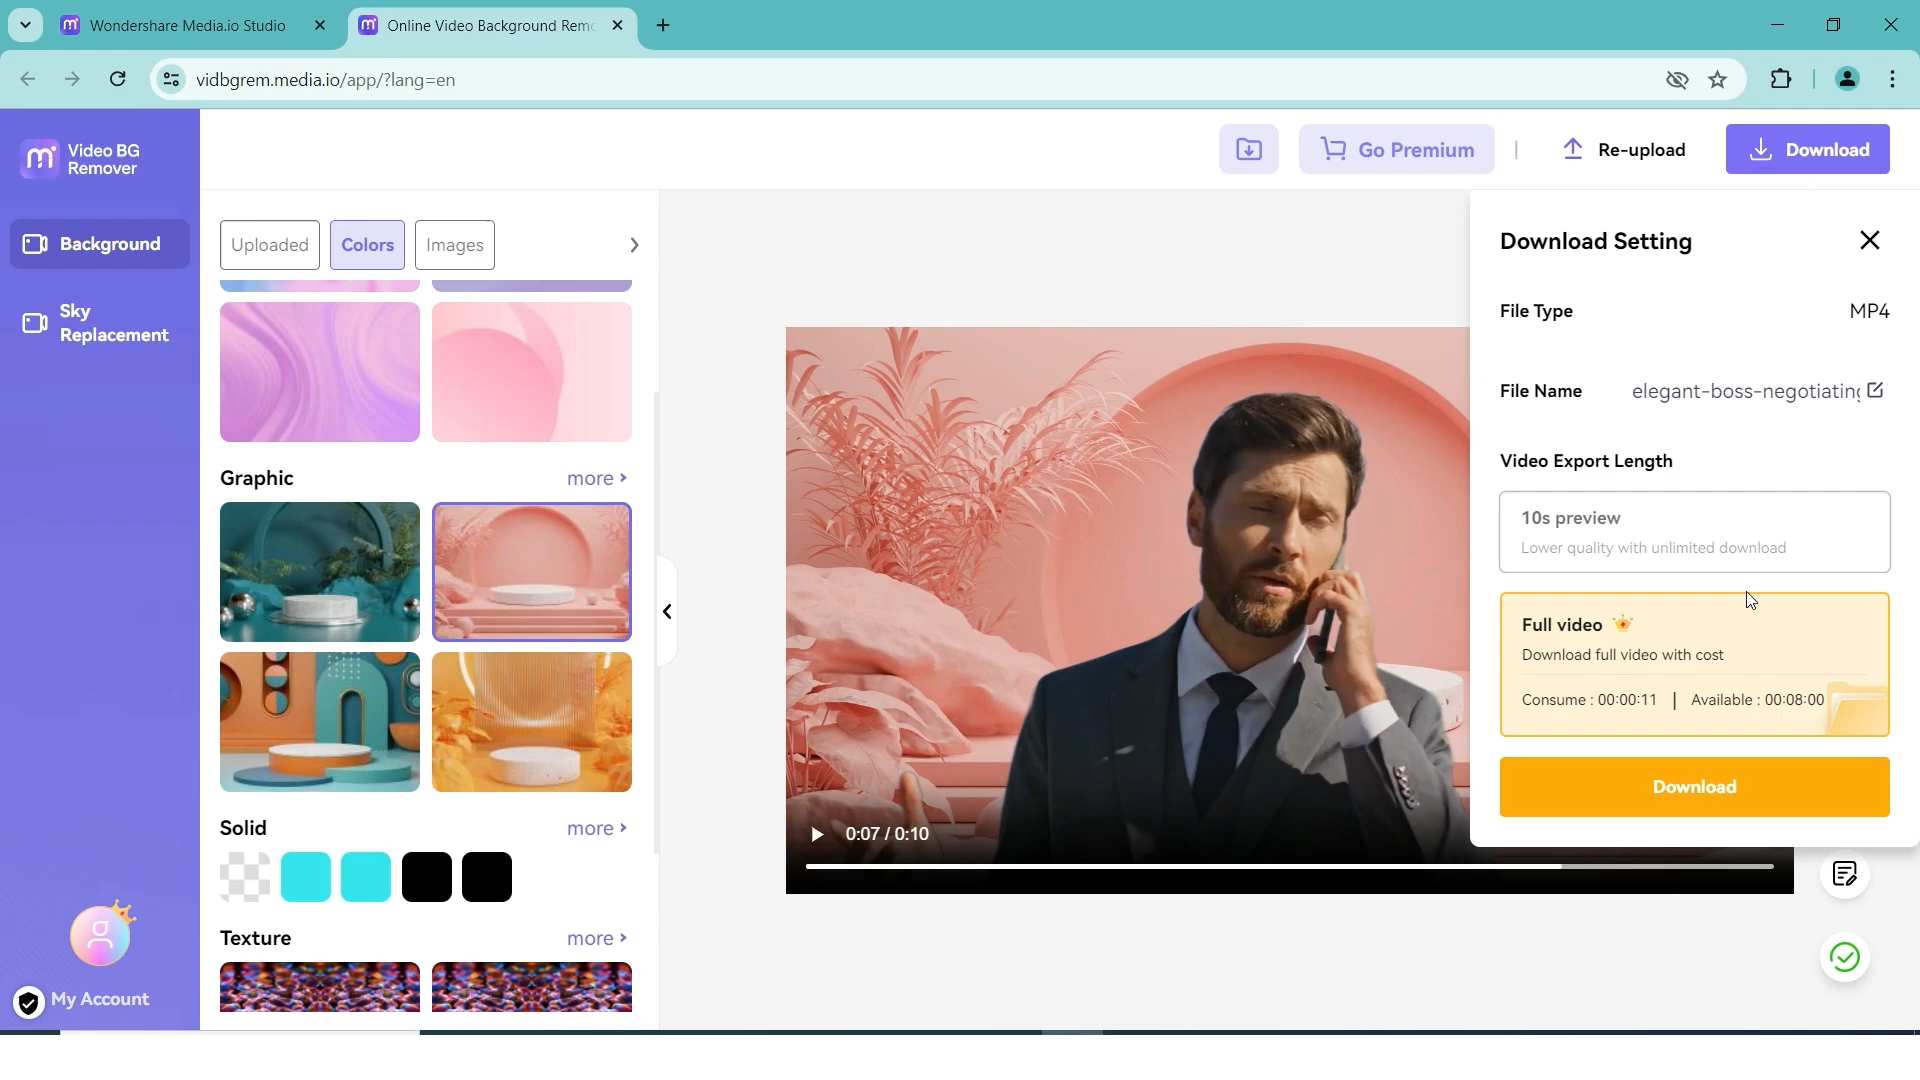 Wondershare Media.io Studio
Online Video Background Remo
vidbgrem.media.io/app/?lang=en
m
Video BG
Remover
Go Premium
Re-upload
Download
Background
Sky
Replacement
My Account
Uploaded
Colors
Images
Graphic
more
Solid
more
Texture
more
0:07 / 0:10
Download Setting
File Type
MP4
File Name
elegant-boss-negotiating
Video Export Length
10s preview
Lower quality with unlimited download
Full video
Download full video with cost
Consume : 00:00:11 | Available : 00:08:00
Download